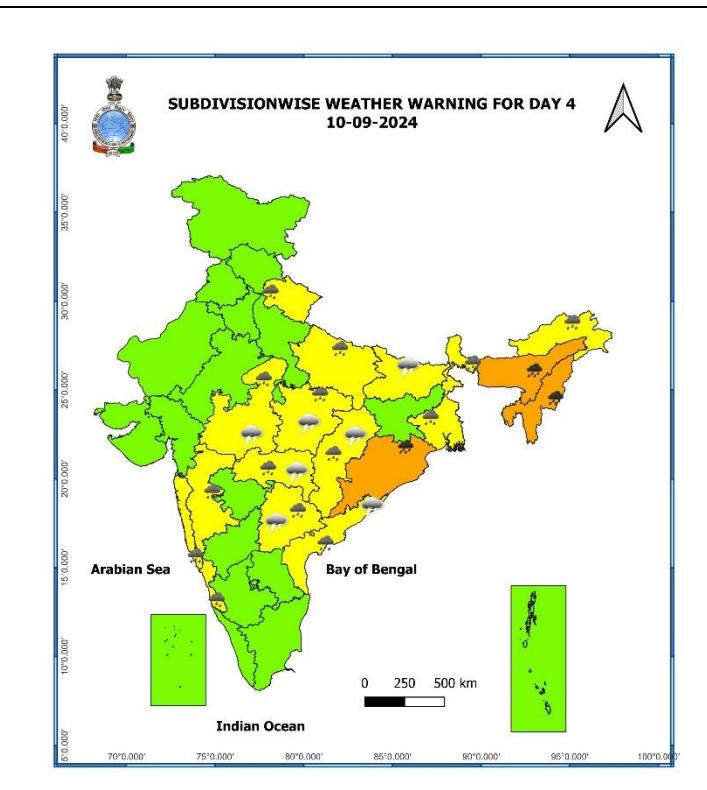 SUBDIVISIONWISE WEATHER WARNING FOR DAY 4
10-09-2024
40°0.000'
35°0.000'
30°0.000'
25°0.000'
20°0.000'
15°0.000'
10°0.000'
5°0.000'
Arabian Sea
Bay of Bengal
0 250 500 km
Indian Ocean
70°0.000' 75°0.000' 80°0.000' 85°0.000' 90°0.000' 95°0.000' 100°0.000'